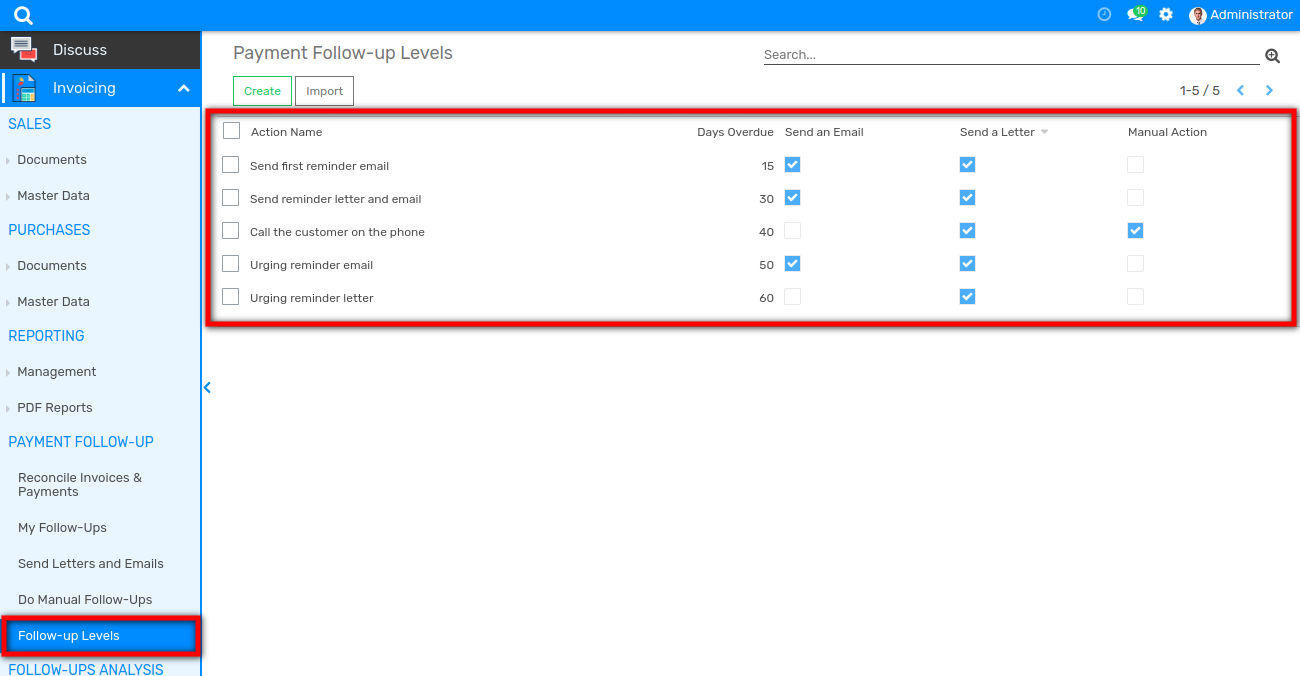 10
Administrator
Discuss
Invoicing
SALES
Documents
Master Data
PURCHASES
Documents
Master Data
REPORTING
Management
PDF Reports
PAYMENT FOLLOW-UP
Reconcile Invoices &
Payments
My Follow-Ups
Send Letters and Emails
Do Manual Follow-Ups
Follow-up Levels
FOLLOW-UPS ANALYSIS
Payment Follow-up Levels
Search...
Create Import
1-5 / 5
Action Name Days Overdue Send an Email Send a Letter Manual Action
Send first reminder email 15
Send reminder letter and email 30
Call the customer on the phone 40
Urging reminder email 50
Urging reminder letter 60